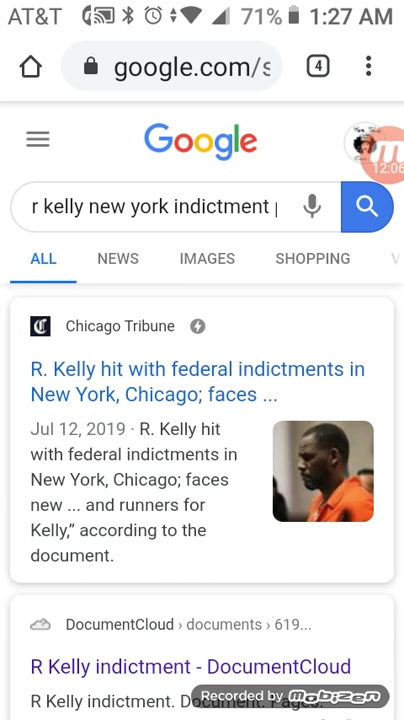 AT&T 71% 1:27 AM
google.com/s 4
Google
12:06
r kelly new york indictment
ALL NEWS IMAGES SHOPPING V
Chicago Tribune
R. Kelly hit with federal indictments in
New York, Chicago; faces ...
Jul 12, 2019 · R. Kelly hit
with federal indictments in
New York, Chicago; faces
new ... and runners for
Kelly,” according to the
document.
DocumentCloud › documents › 619...
R Kelly indictment - DocumentCloud
R Kelly indictment. Document. Pages.
Recorded by Mobizen